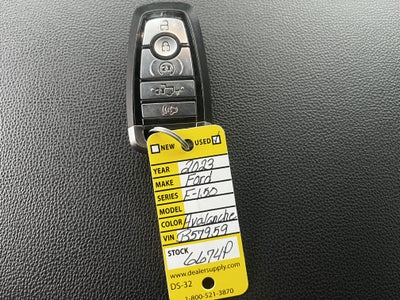 NEW USED
YEAR 2023
MAKE Ford
SERIES F-150
MODEL
COLOR Avalanche
VIN B57959
STOCK 6674P
www.dealersupply.com
DS-32
1-800-521-3870